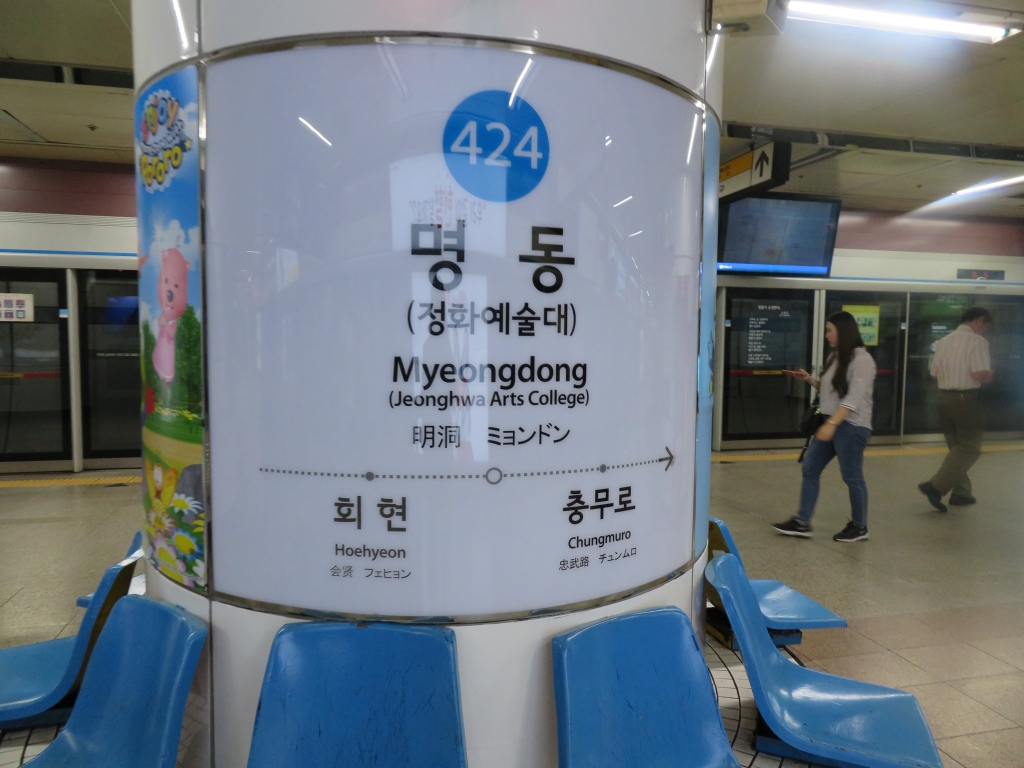 424
명 동
(정화예술대)
Myeongdong
(Jeonghwa Arts College)
明洞 ミョンドン
회 현
Hoehyeon
会贤 フェヒョン
충무로
Chungmuro
忠武路 チュンムロ